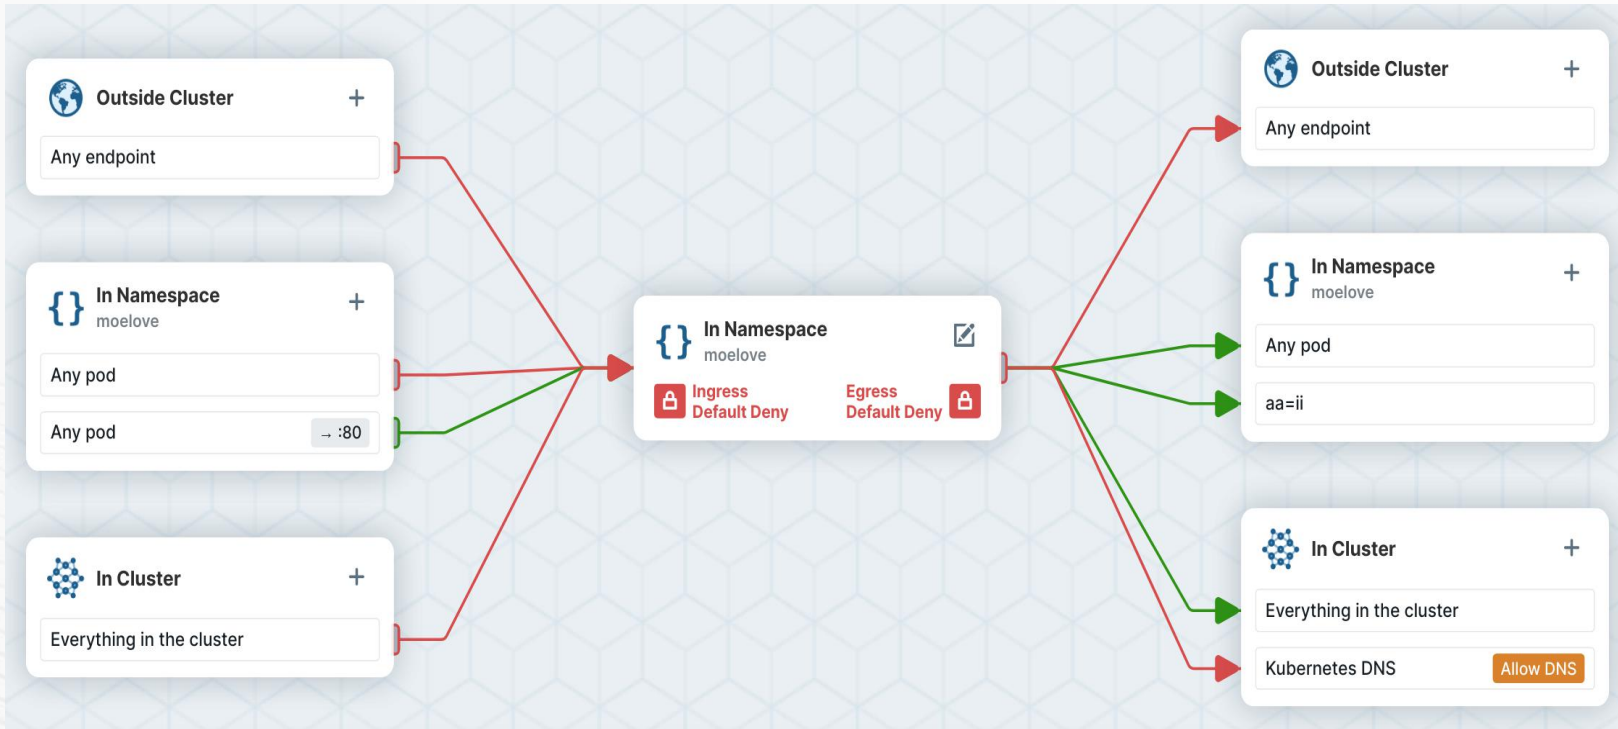 Outside Cluster +
Any endpoint
In Namespace +
moelove
Any pod
Any pod → :80
In Cluster +
Everything in the cluster
{} In Namespace
moelove
Ingress
Default Deny
Egress
Default Deny
Outside Cluster +
Any endpoint
In Namespace +
moelove
Any pod
aa=ii
In Cluster +
Everything in the cluster
Kubernetes DNS Allow DNS